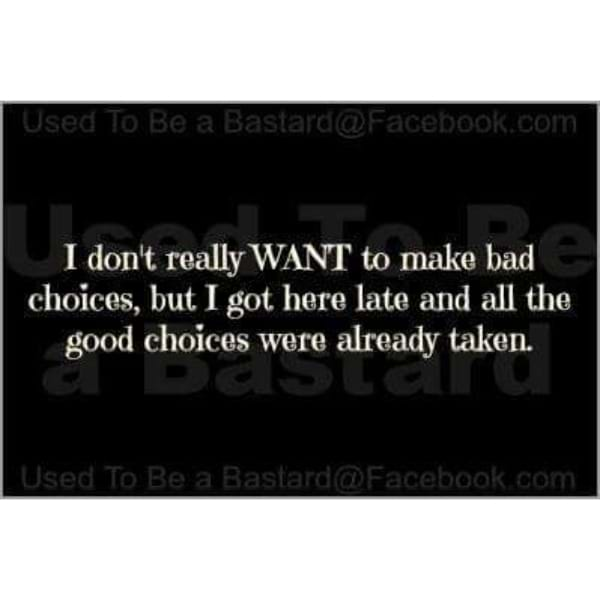 Used To Be a Bastard@Facebook.com
Used To Be
I don't really WANT to make bad
choices, but I got here late and all the
good choices were already taken.
a Bastard
Used To Be a Bastard@Facebook.com